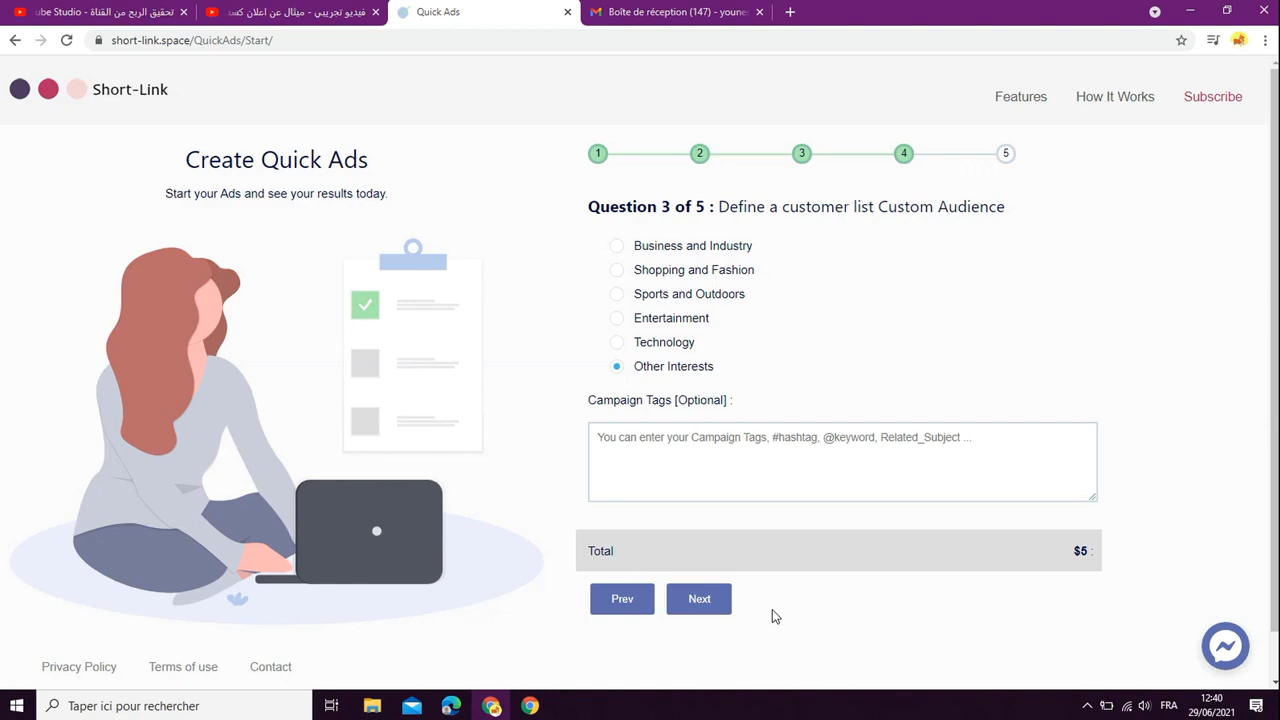 ube Studio - تحقيق الربح من القناة
فيديو تجريبي - ميثال عن اعلان كسد
Quick Ads
Boîte de réception (147) - youne
short-link.space/QuickAds/Start/
Short-Link
Features
How It Works
Subscribe
Create Quick Ads
Start your Ads and see your results today.
1 2 3 4 5
Question 3 of 5 : Define a customer list Custom Audience
Business and Industry
Shopping and Fashion
Sports and Outdoors
Entertainment
Technology
Other Interests
Campaign Tags [Optional] :
You can enter your Campaign Tags, #hashtag, @keyword, Related_Subject ...
Total $5 :
Prev
Next
Privacy Policy
Terms of use
Contact
Taper ici pour rechercher
FRA
12:40
29/06/2021